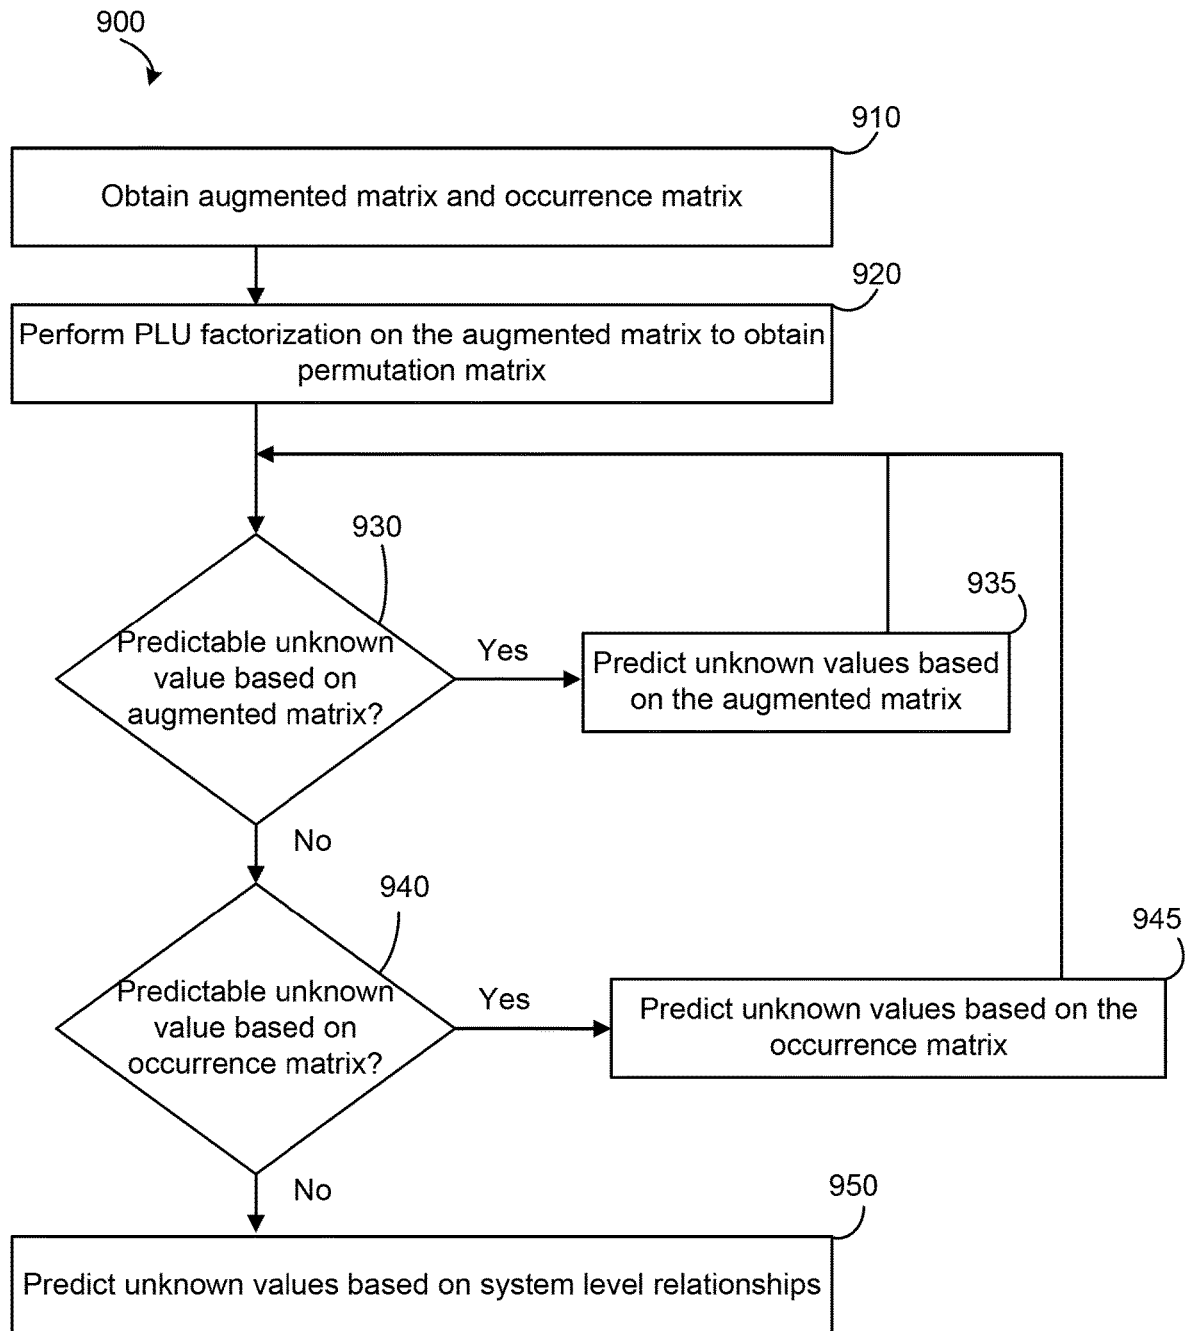 900
910
Obtain augmented matrix and occurrence matrix
920
Perform PLU factorization on the augmented matrix to obtain
permutation matrix
930
Predictable unknown
value based on
augmented matrix?
Yes
935
Predict unknown values based
on the augmented matrix
No
940
Predictable unknown
value based on
occurrence matrix?
Yes
945
Predict unknown values based on the
occurrence matrix
No
950
Predict unknown values based on system level relationships